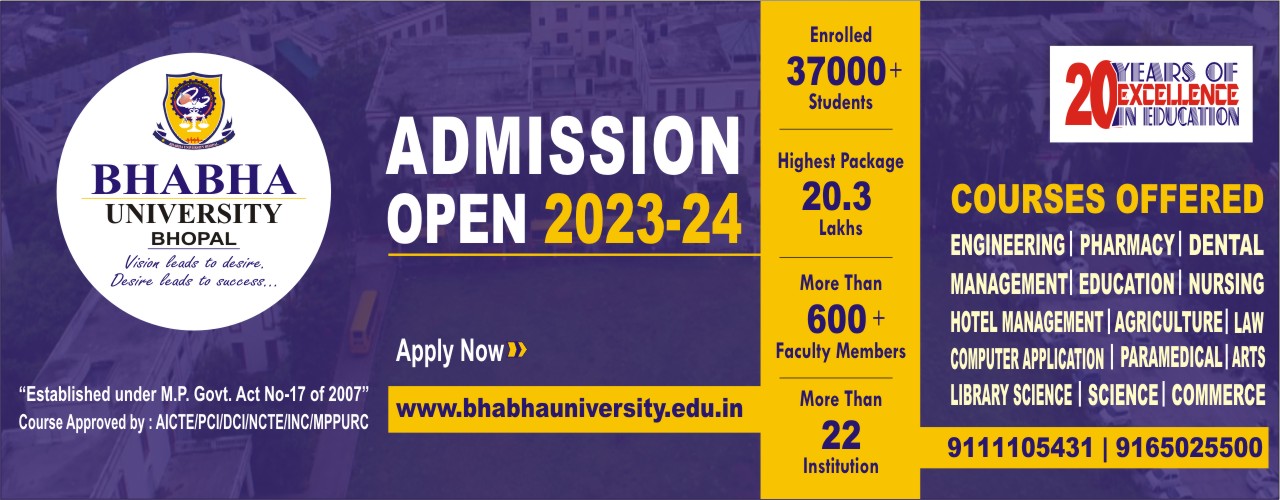 BHABHA UNIVERSITY BHOPAL
BHABHA
UNIVERSITY
BHOPAL
Vision leads to desire.
Desire leads to success...
“Established under M.P. Govt. Act No-17 of 2007”
Course Approved by : AICTE/PCI/DCI/NCTE/INC/MPPURC
ADMISSION
OPEN 2023-24
Apply Now
www.bhabhauniversity.edu.in
Enrolled
37000+
Students
Highest Package
20.3
Lakhs
More Than
600+
Faculty Members
More Than
22
Institution
20 YEARS OF
EXCELLENCE
IN EDUCATION
COURSES OFFERED
ENGINEERING| PHARMACY| DENTAL
MANAGEMENT| EDUCATION | NURSING
HOTEL MANAGEMENT | AGRICULTURE| LAW
COMPUTER APPLICATION | PARAMEDICAL| ARTS
LIBRARY SCIENCE | SCIENCE | COMMERCE
9111105431 | 9165025500